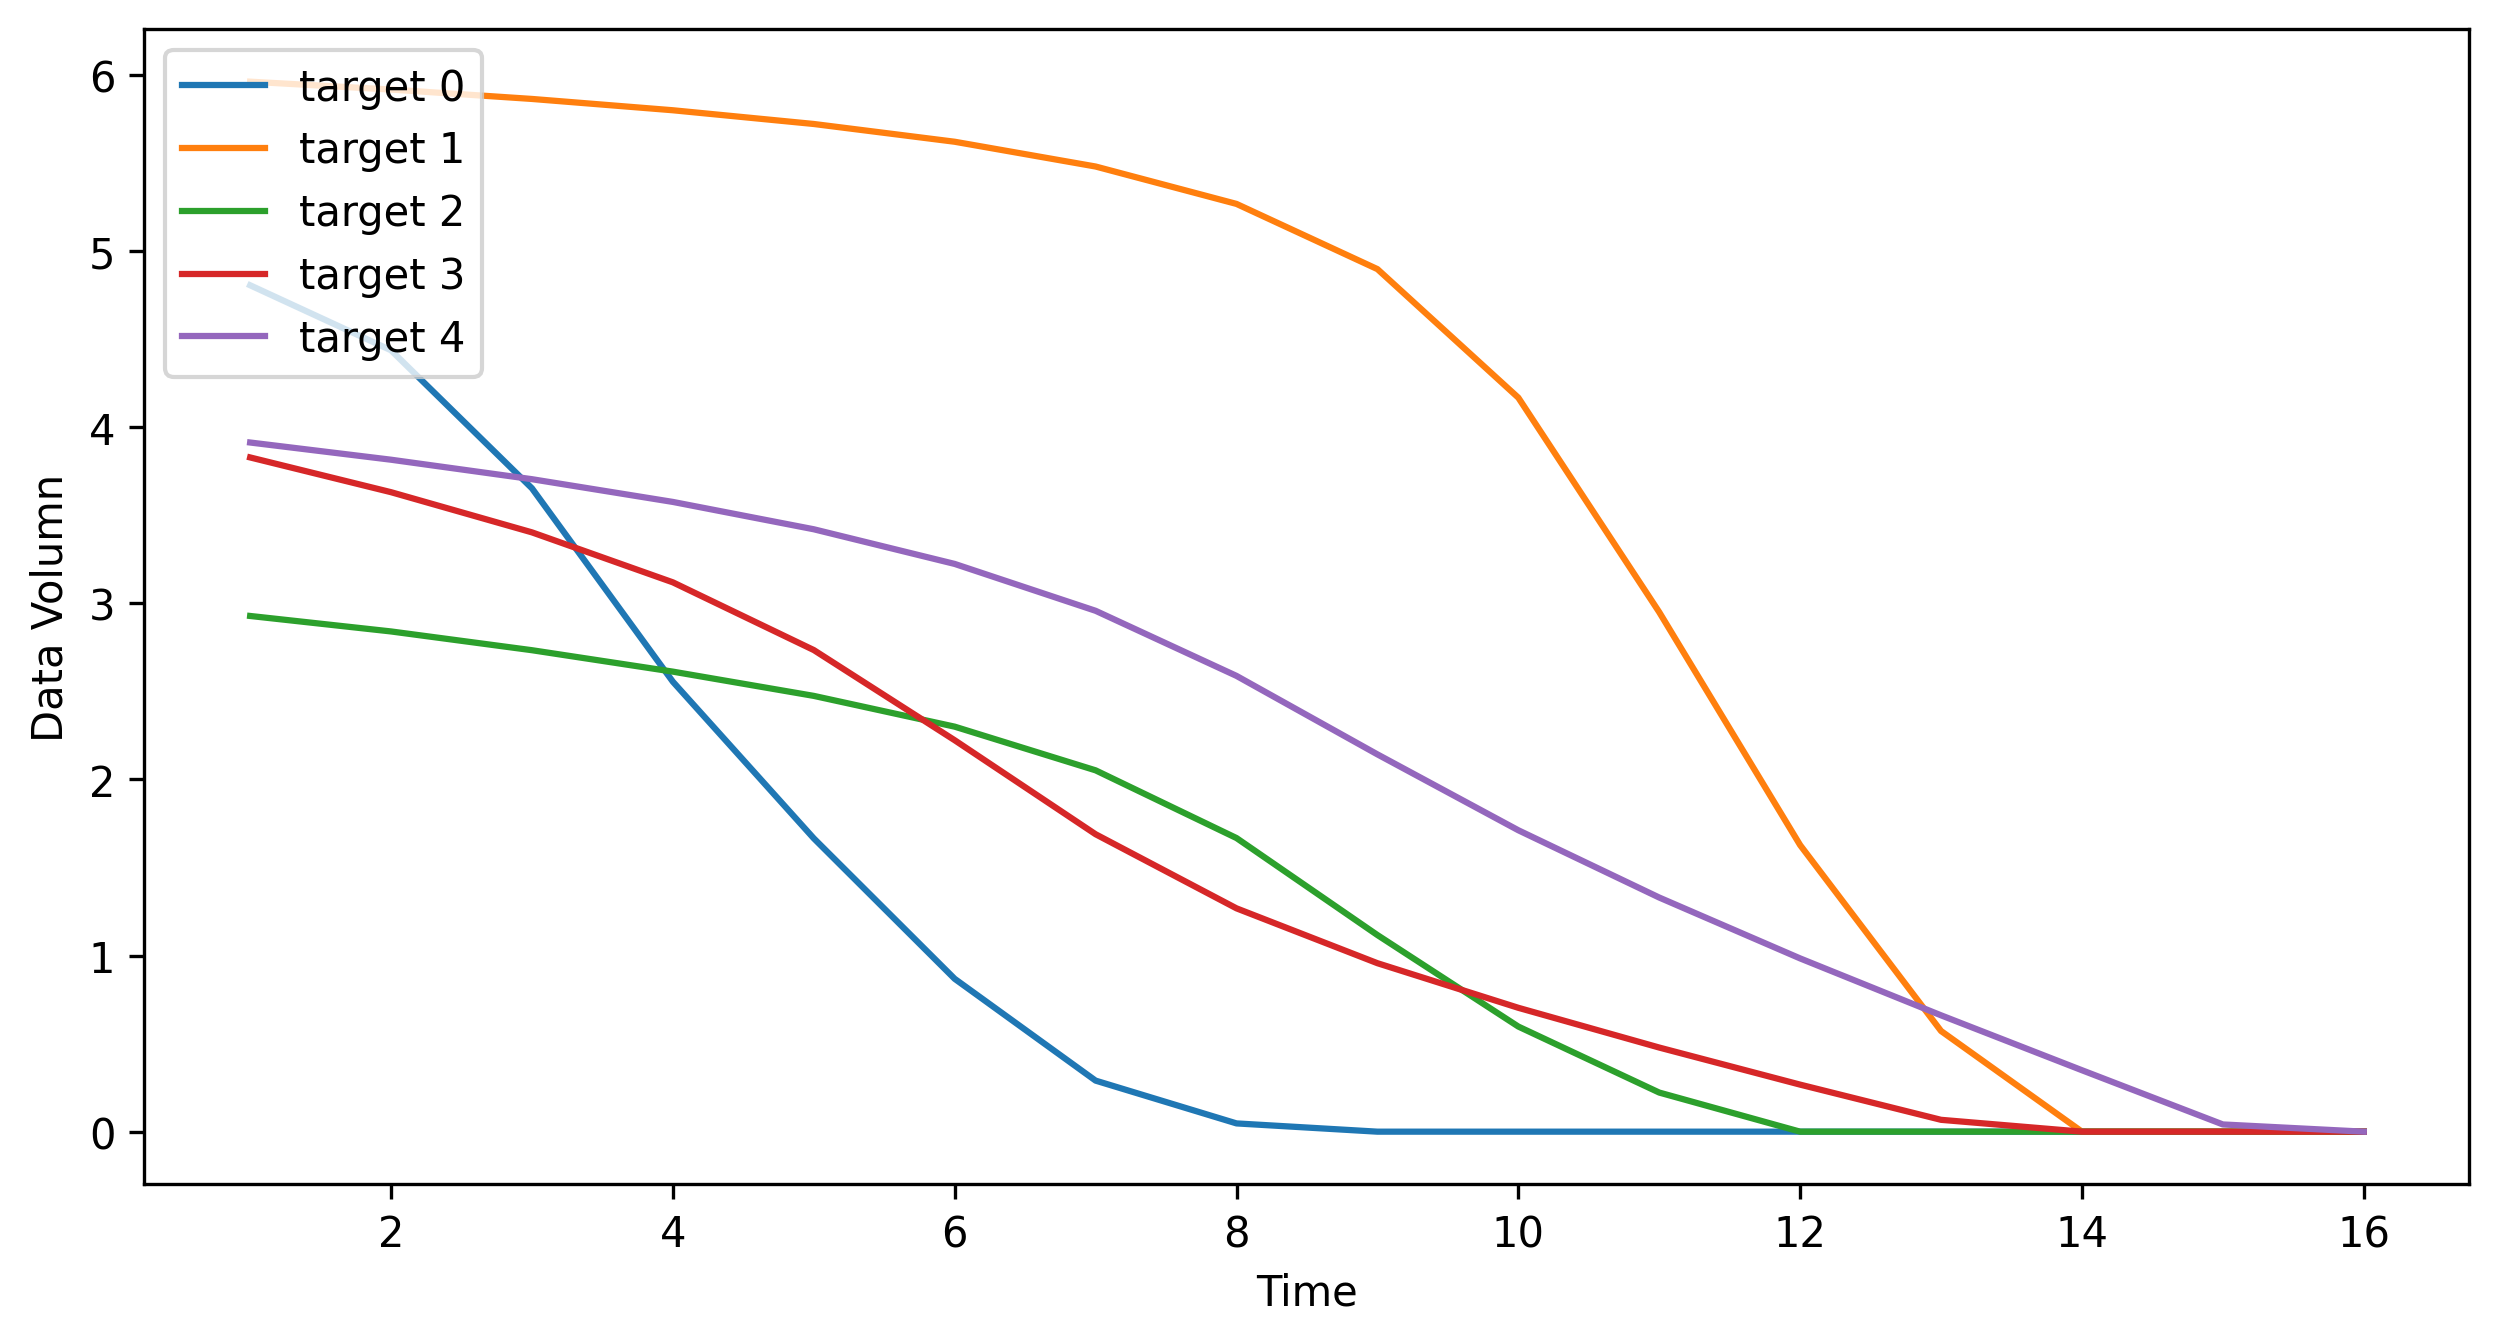 target 0
target 1
target 2
target 3
target 4
6
5
4
3
2
1
0
Data Volumn
2 4 6 8 10 12 14 16
Time